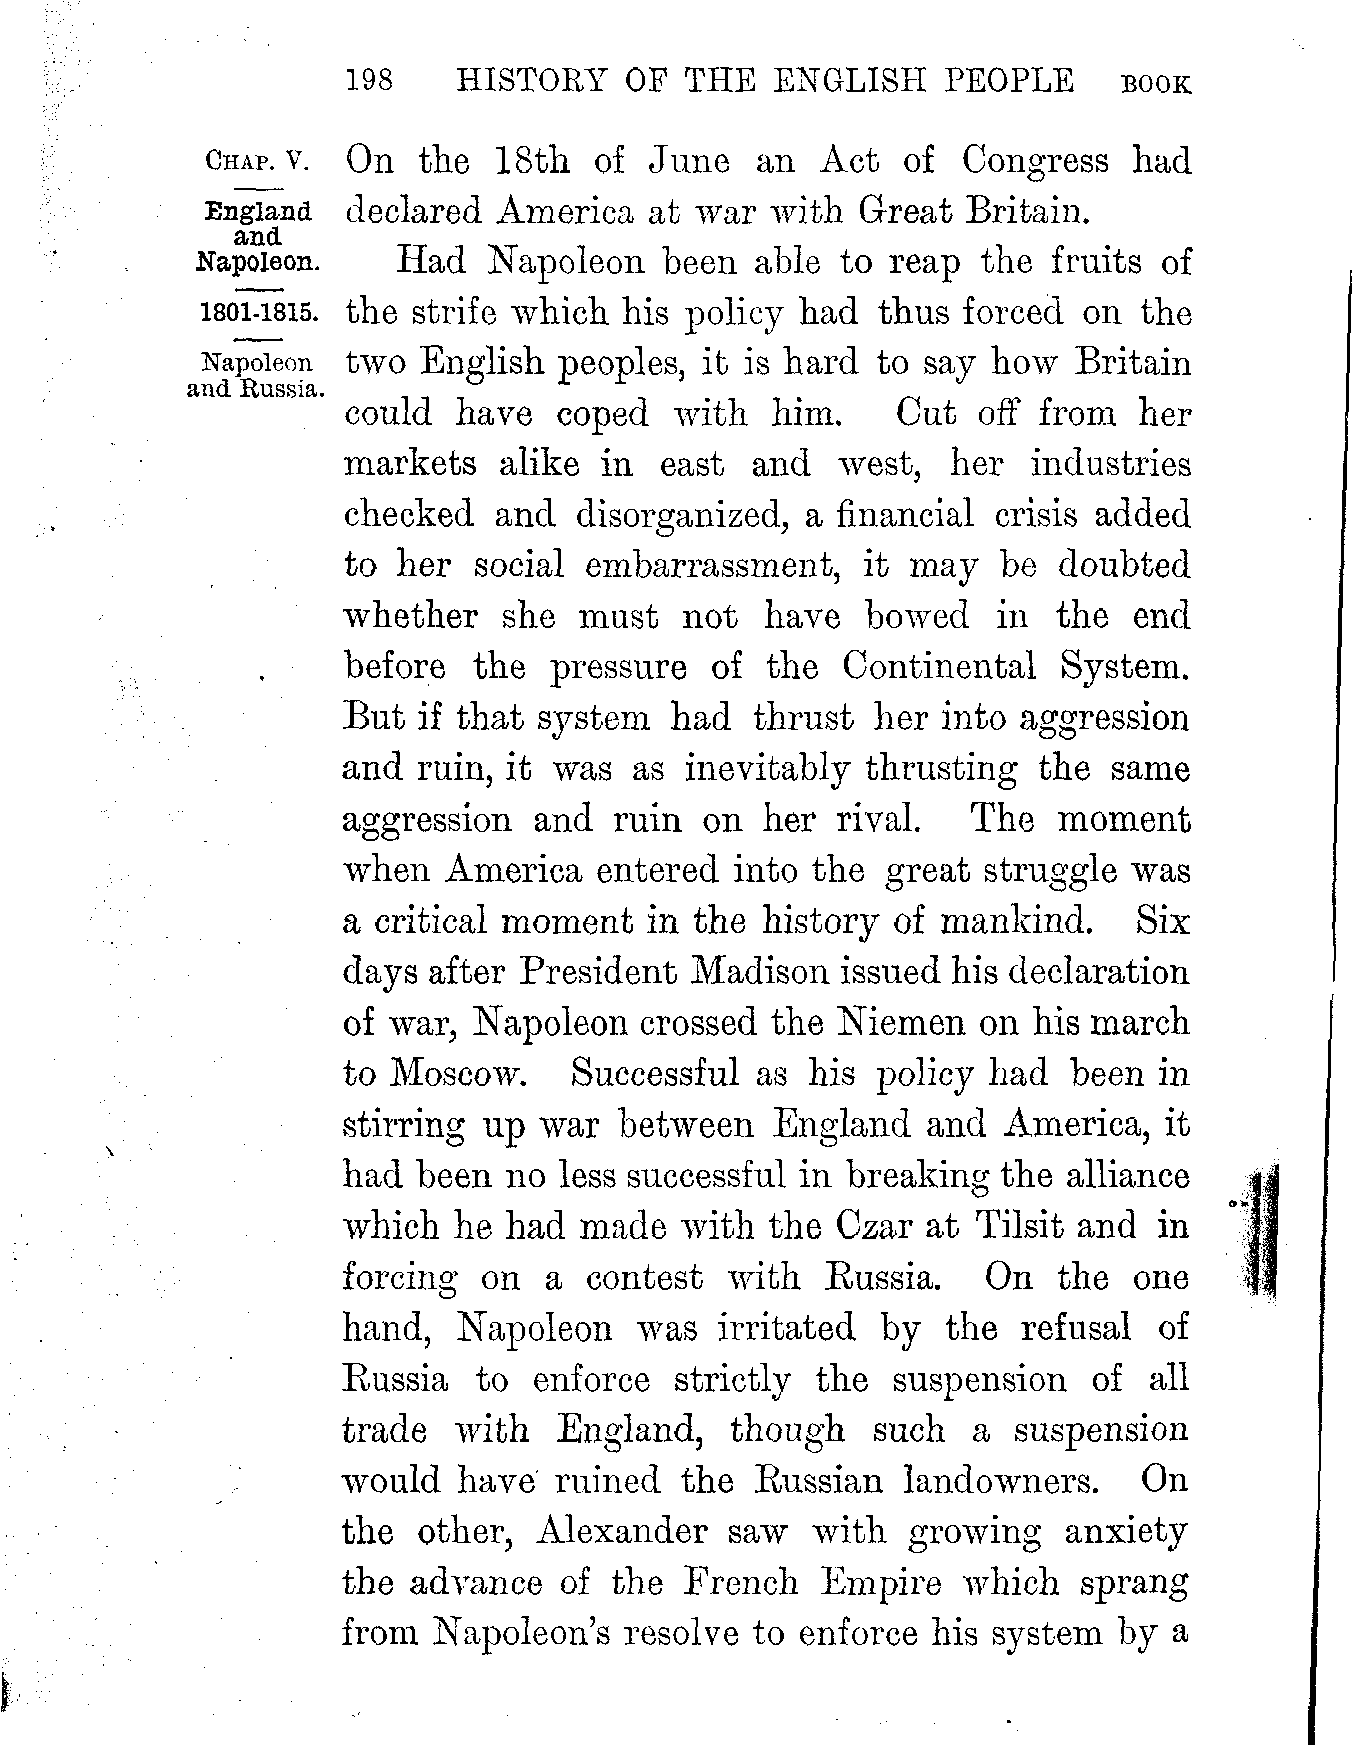 198 HISTORY OF THE ENGLISH PEOPLE BOOK
CHAP. V.
England
and
Napoleon.
1801-1815.
Napoleon
and Russia.
On the 18th of June an Act of Congress had
declared America at war with Great Britain.
Had Napoleon been able to reap the fruits of
the strife which his policy had thus forced on the
two English peoples, it is hard to say how Britain
could have coped with him. Cut off from her
markets alike in east and west, her industries
checked and disorganized, a financial crisis added
to her social embarrassment, it may be doubted
whether she must not have bowed in the end
before the pressure of the Continental System.
But if that system had thrust her into aggression
and ruin, it was as inevitably thrusting the same
aggression and ruin on her rival. The moment
when America entered into the great struggle was
a critical moment in the history of mankind. Six
days after President Madison issued his declaration
of war, Napoleon crossed the Niemen on his march
to Moscow. Successful as his policy had been in
stirring up war between England and America, it
had been no less successful in breaking the alliance
which he had made with the Czar at Tilsit and in
forcing on a contest with Russia. On the one
hand, Napoleon was irritated by the refusal of
Russia to enforce strictly the suspension of all
trade with England, though such a suspension
would have ruined the Russian landowners. On
the other, Alexander saw with growing anxiety
the advance of the French Empire which sprang
from Napoleon's resolve to enforce his system by a